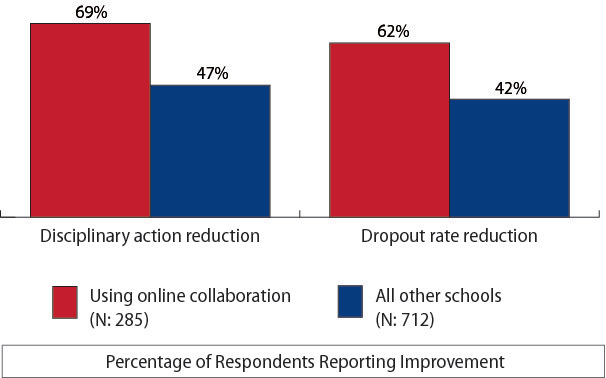 69%
47%
62%
42%
Disciplinary action reduction
Dropout rate reduction
Using online collaboration
(N: 285)
All other schools
(N: 712)
Percentage of Respondents Reporting Improvement